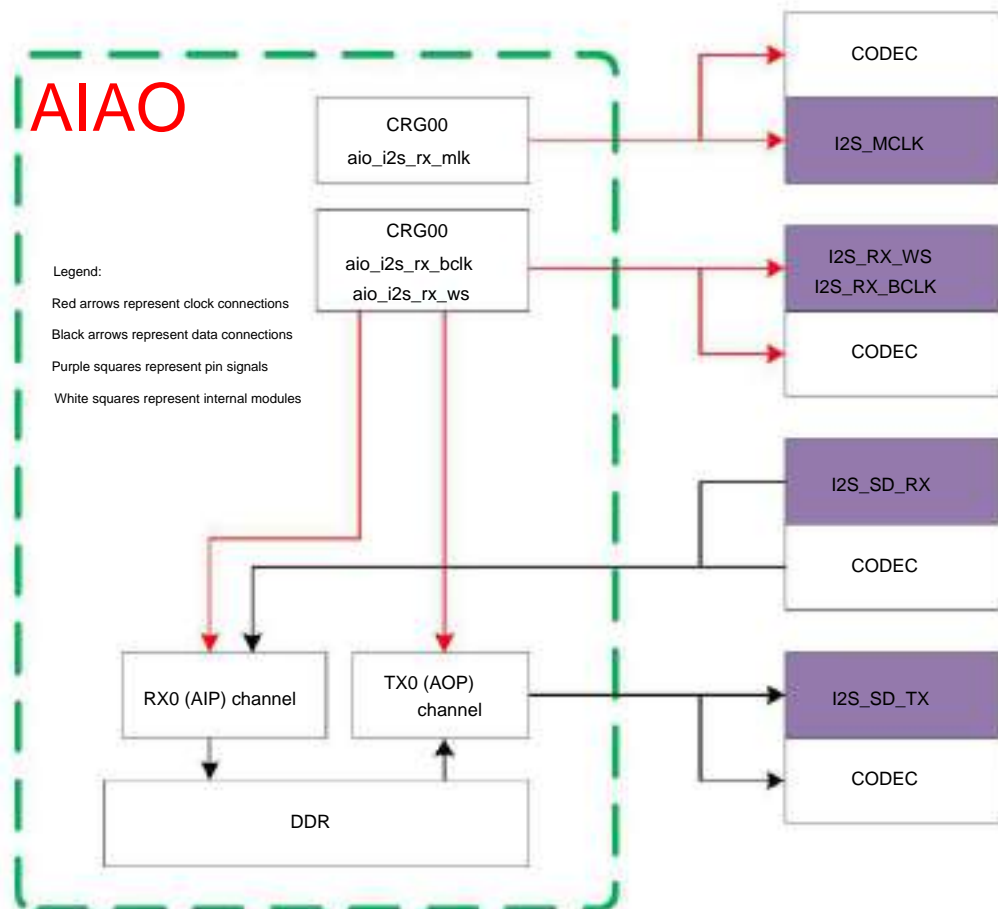 AIAO
CRG00
aio_i2s_rx_mlk
CRG00
aio_i2s_rx_bclk
aio_i2s_rx_ws
Legend:
Red arrows represent clock connections
Black arrows represent data connections
Purple squares represent pin signals
White squares represent internal modules
RX0 (AIP) channel
TX0 (AOP)
channel
DDR
CODEC
I2S_MCLK
I2S_RX_WS
I2S_RX_BCLK
CODEC
I2S_SD_RX
CODEC
I2S_SD_TX
CODEC